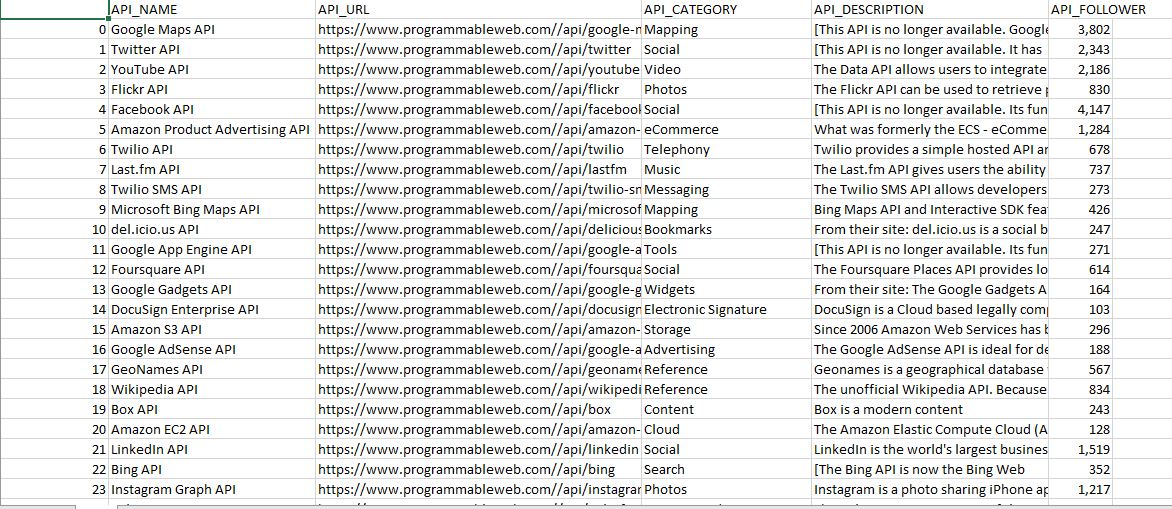 API_NAME API_URL API_CATEGORY API_DESCRIPTION API_FOLLOWER
0 Google Maps API https://www.programmableweb.com//api/google-m Mapping [This API is no longer available. Google 3,802
1 Twitter API https://www.programmableweb.com//api/twitter Social [This API is no longer available. It has 2,343
2 YouTube API https://www.programmableweb.com//api/youtube Video The Data API allows users to integrate 2,186
3 Flickr API https://www.programmableweb.com//api/flickr Photos The Flickr API can be used to retrieve p 830
4 Facebook API https://www.programmableweb.com//api/facebook Social [This API is no longer available. Its fun 4,147
5 Amazon Product Advertising API https://www.programmableweb.com//api/amazon- eCommerce What was formerly the ECS - eComme 1,284
6 Twilio API https://www.programmableweb.com//api/twilio Telephony Twilio provides a simple hosted API ar 678
7 Last.fm API https://www.programmableweb.com//api/lastfm Music The Last.fm API gives users the ability 737
8 Twilio SMS API https://www.programmableweb.com//api/twilio-sm Messaging The Twilio SMS API allows developers 273
9 Microsoft Bing Maps API https://www.programmableweb.com//api/microsof Mapping Bing Maps API and Interactive SDK fea 426
10 del.icio.us API https://www.programmableweb.com//api/delicious Bookmarks From their site: del.icio.us is a social b 247
11 Google App Engine API https://www.programmableweb.com//api/google-a Tools [This API is no longer available. Its fun 271
12 Foursquare API https://www.programmableweb.com//api/foursqua Social The Foursquare Places API provides lo 614
13 Google Gadgets API https://www.programmableweb.com//api/google-g Widgets From their site: The Google Gadgets A 164
14 DocuSign Enterprise API https://www.programmableweb.com//api/docusign Electronic Signature DocuSign is a Cloud based legally com 103
15 Amazon S3 API https://www.programmableweb.com//api/amazon- Storage Since 2006 Amazon Web Services has b 296
16 Google AdSense API https://www.programmableweb.com//api/google-a Advertising The Google AdSense API is ideal for de 188
17 GeoNames API https://www.programmableweb.com//api/geoname Reference Geonames is a geographical database 567
18 Wikipedia API https://www.programmableweb.com//api/wikipedi Reference The unofficial Wikipedia API. Because 834
19 Box API https://www.programmableweb.com//api/box Content Box is a modern content 243
20 Amazon EC2 API https://www.programmableweb.com//api/amazon- Cloud The Amazon Elastic Compute Cloud (A 128
21 LinkedIn API https://www.programmableweb.com//api/linkedin Social LinkedIn is the world's largest busines 1,519
22 Bing API https://www.programmableweb.com//api/bing Search [The Bing API is now the Bing Web 352
23 Instagram Graph API https://www.programmableweb.com//api/instagrar Photos Instagram is a photo sharing iPhone ap 1,217